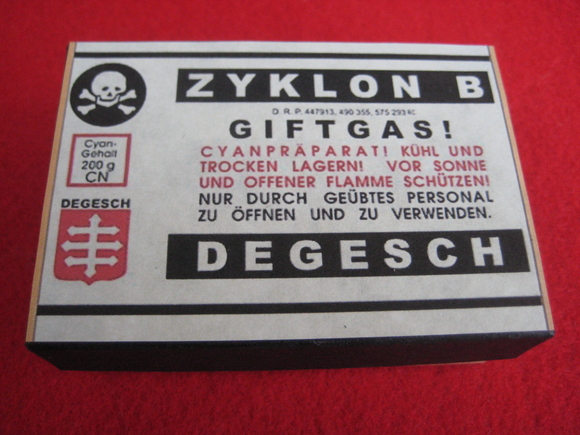 ZYKLON B
D. R. P. 447913, 490 355, 575 293 KC
GIFTGAS!
CYANPRÄPARAT! KÜHL UND
TROCKEN LAGERN! VOR SONNE
UND OFFENER FLAMME SCHÜTZEN!
NUR DURCH GEÜBTES PERSONAL
ZU ÖFFNEN UND ZU VERWENDEN.
DEGESCH
Cyan-
Gehalt
200 g
CN
DEGESCH